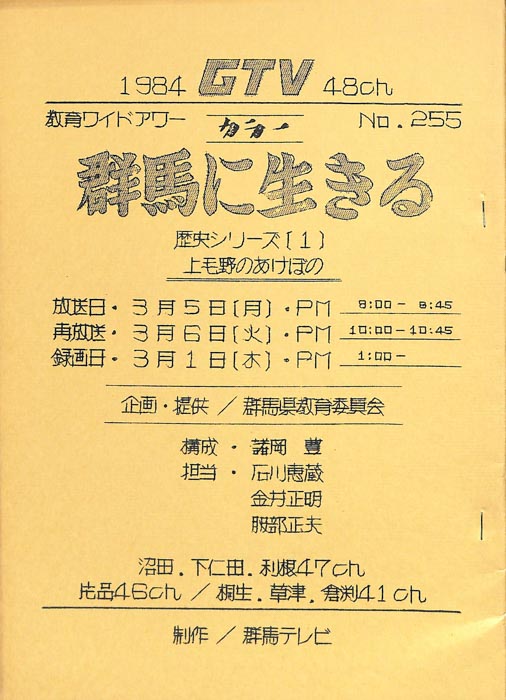 1984 GTV 48ch
教育ワイドアワー カラー No.255
群馬に生きる
歴史シリーズ〔1〕
上毛野のあけぼの
放送日・3月5日〔月〕・PM 8:00- 8:45
再放送・3月6日〔火〕・PM 10:00-10:45
録画日・3月1日〔木〕・PM 1:00-
企画・提供／群馬県教育委員会
構成・諸岡 豊
担当・石川恵蔵
金井正明
服部正夫
沼田．下仁田．利根47ch
片品46ch／桐生．草津．倉渕41ch
制作／群馬テレビ